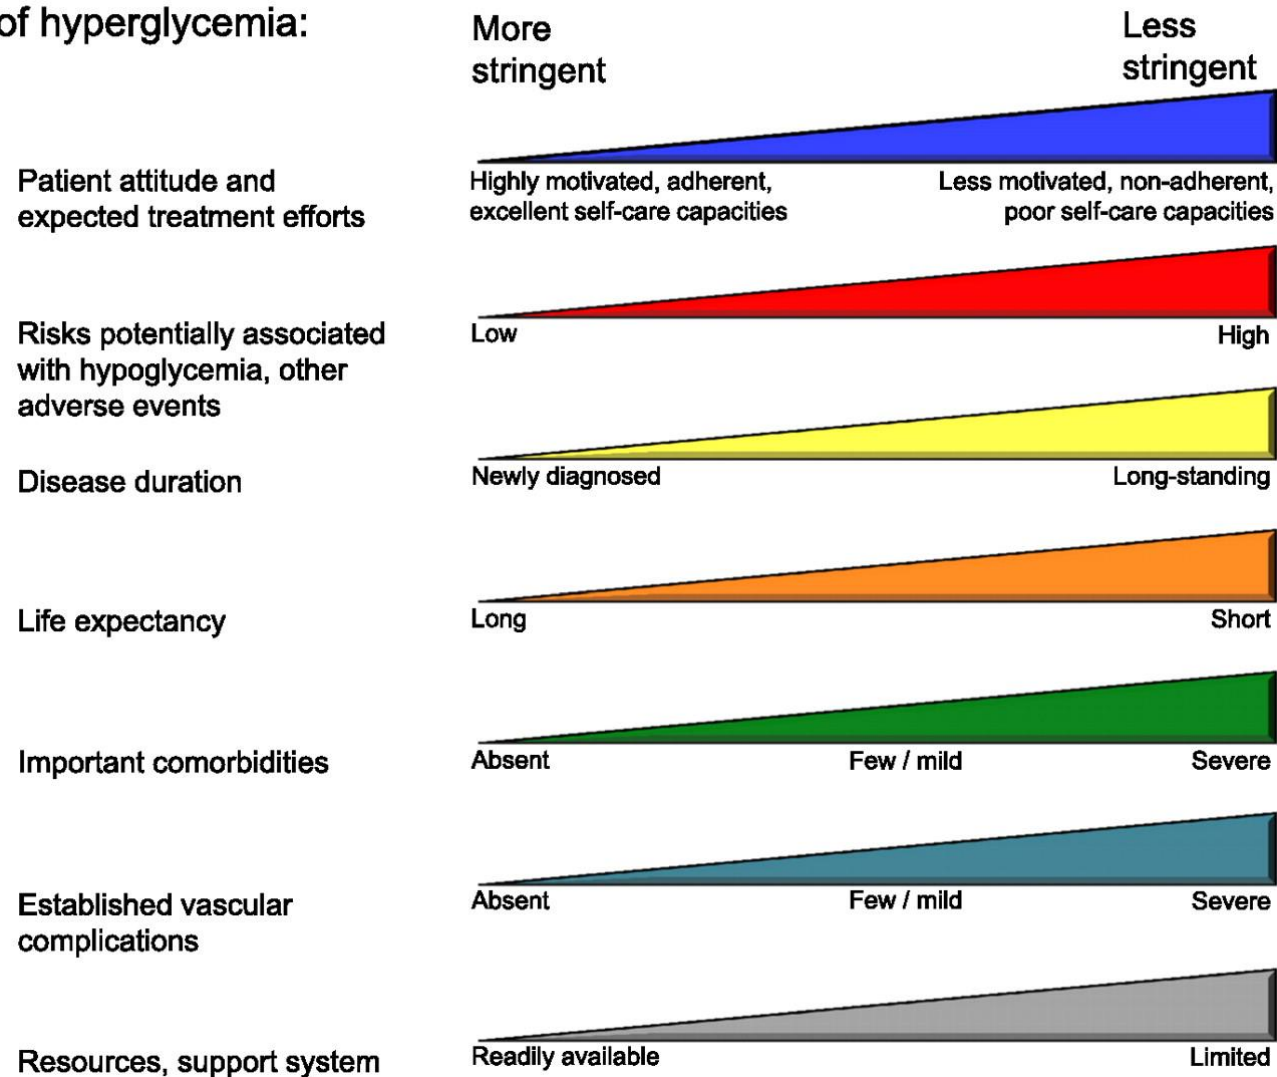 of hyperglycemia:
More
stringent
Less
stringent
Patient attitude and
expected treatment efforts
Highly motivated, adherent,
excellent self-care capacities
Less motivated, non-adherent,
poor self-care capacities
Risks potentially associated
with hypoglycemia, other
adverse events
Low
High
Disease duration
Newly diagnosed
Long-standing
Life expectancy
Long
Short
Important comorbidities
Absent
Few / mild
Severe
Established vascular
complications
Absent
Few / mild
Severe
Resources, support system
Readily available
Limited